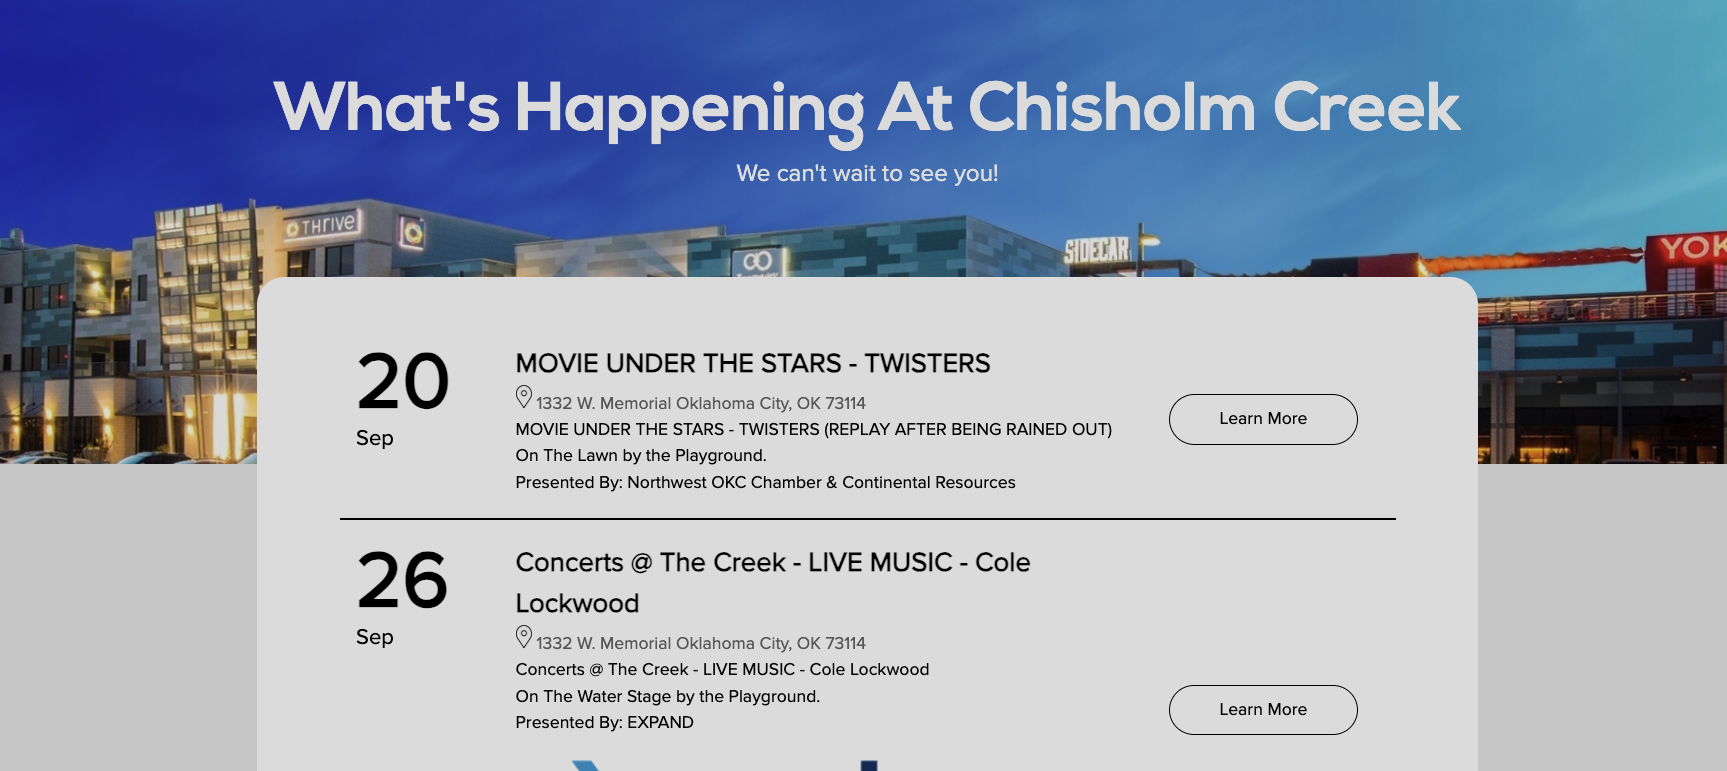 What's Happening At Chisholm Creek
We can't wait to see you!
THRIVE
SIDECAR
YOK
20
Sep
MOVIE UNDER THE STARS - TWISTERS
1332 W. Memorial Oklahoma City, OK 73114
MOVIE UNDER THE STARS - TWISTERS (REPLAY AFTER BEING RAINED OUT)
On The Lawn by the Playground.
Presented By: Northwest OKC Chamber & Continental Resources
Learn More
26
Sep
Concerts @ The Creek - LIVE MUSIC - Cole
Lockwood
1332 W. Memorial Oklahoma City, OK 73114
Concerts @ The Creek - LIVE MUSIC - Cole Lockwood
On The Water Stage by the Playground.
Presented By: EXPAND
Learn More